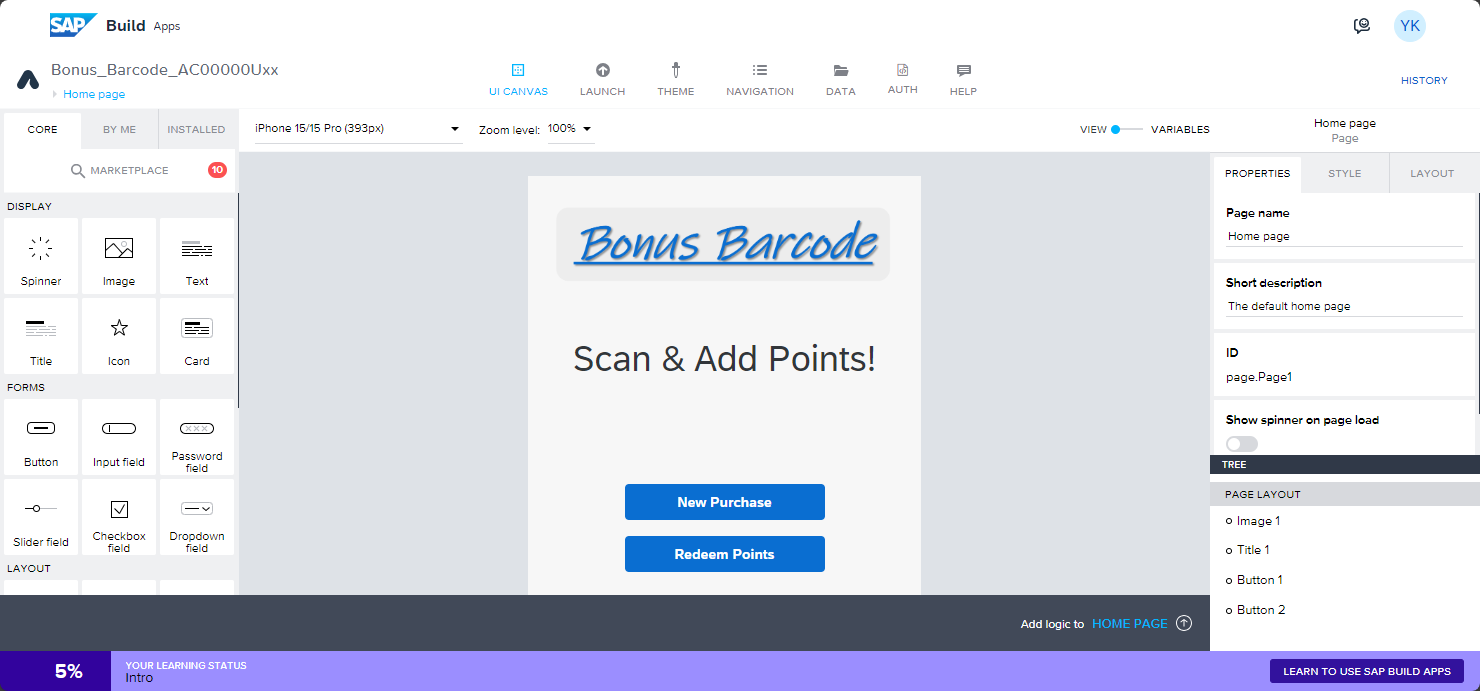 SAP Build Apps
YK
Bonus_Barcode_AC00000Uxx
Home page
UI CANVAS
LAUNCH
THEME
NAVIGATION
DATA
AUTH
HELP
HISTORY
CORE
BY ME
INSTALLED
MARKETPLACE
10
DISPLAY
Spinner
Image
Text
Title
Icon
Card
FORMS
Button
Input field
Password
field
Slider field
Checkbox
field
Dropdown
field
LAYOUT
iPhone 15/15 Pro (393px)
Zoom level: 100%
VIEW
VARIABLES
Bonus Barcode
Scan & Add Points!
New Purchase
Redeem Points
Add logic to HOME PAGE
Home page
Page
PROPERTIES
STYLE
LAYOUT
Page name
Home page
Short description
The default home page
ID
page.Page1
Show spinner on page load
TREE
PAGE LAYOUT
Image 1
Title 1
Button 1
Button 2
5%
YOUR LEARNING STATUS
Intro
LEARN TO USE SAP BUILD APPS